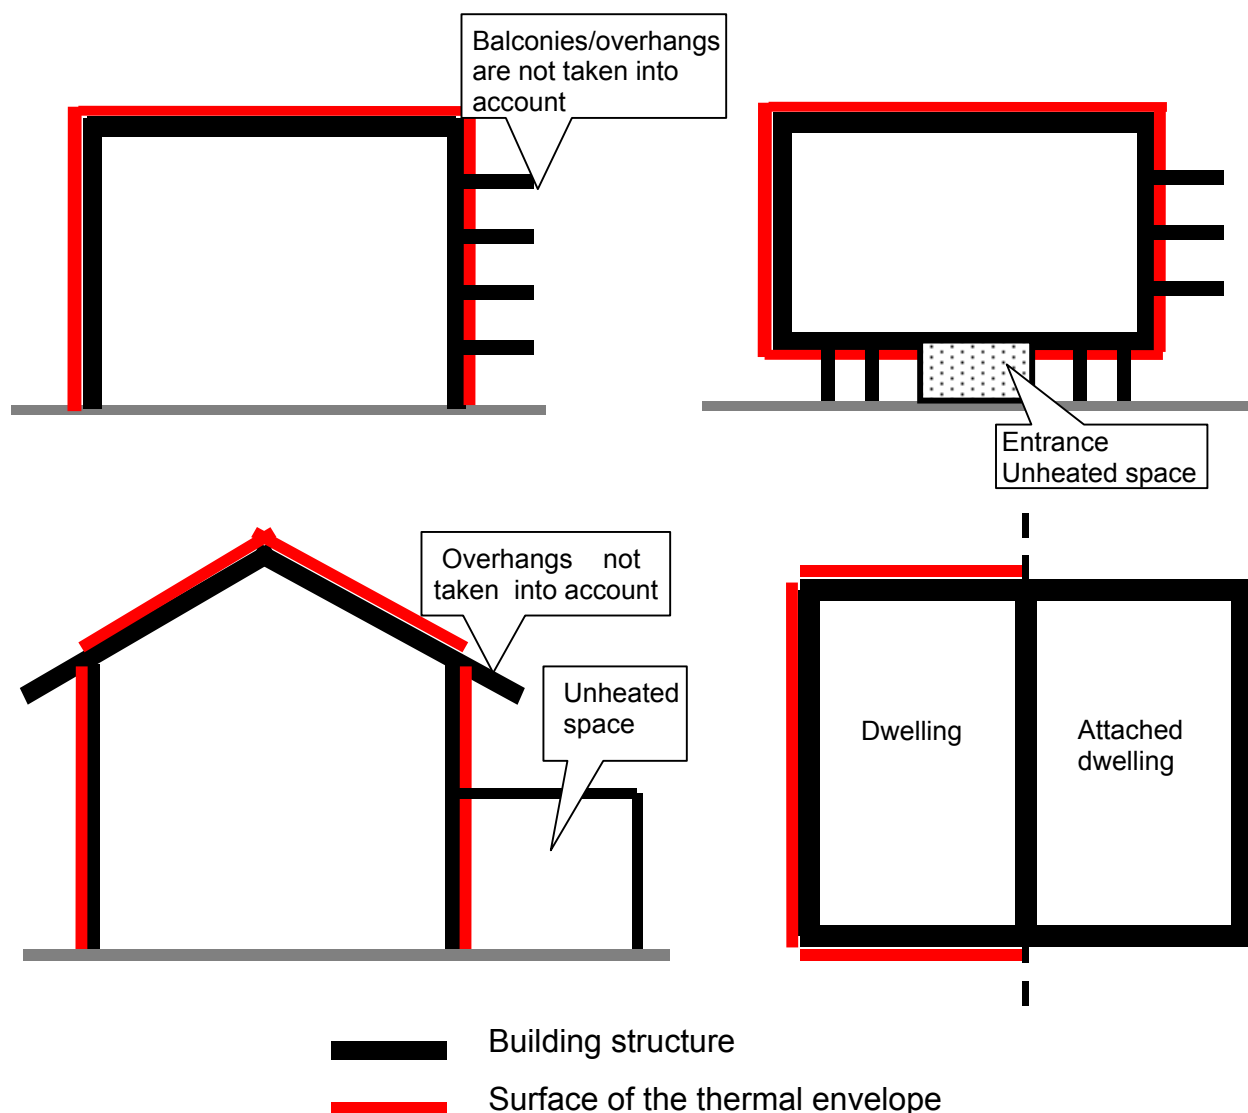 Balconies/overhangs
are not taken into
account
Entrance
Unheated space
Overhangs not
taken into account
Unheated
space
Dwelling
Attached
dwelling
Building structure
Surface of the thermal envelope